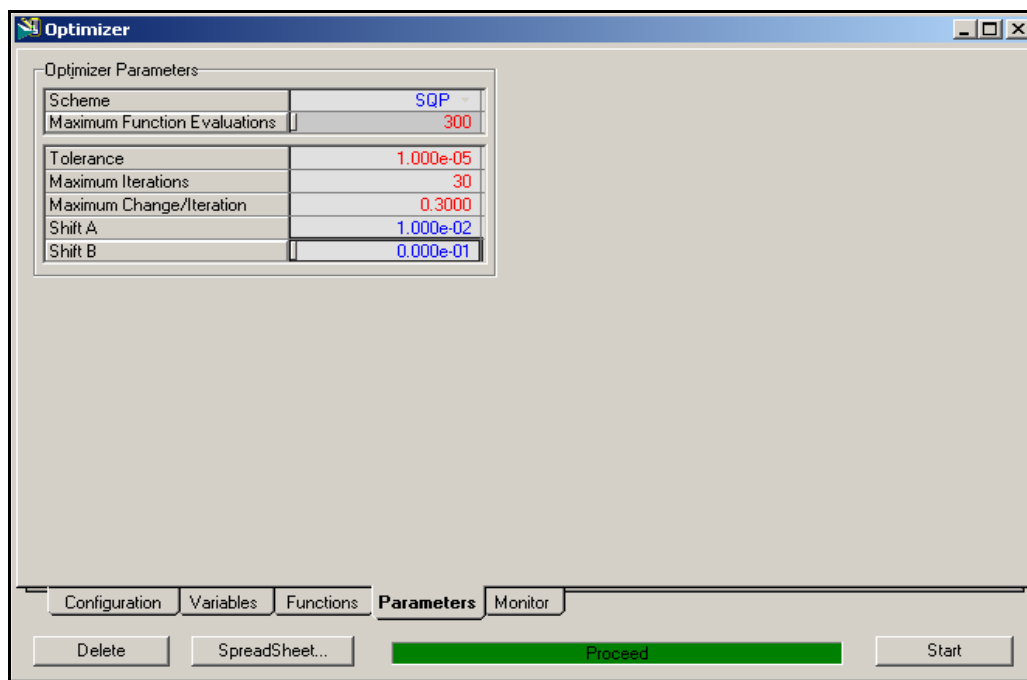 Optimizer
Optimizer Parameters
Scheme SQP
Maximum Function Evaluations 300
Tolerance 1.000e-05
Maximum Iterations 30
Maximum Change/Iteration 0.3000
Shift A 1.000e-02
Shift B 0.000e-01
Configuration Variables Functions Parameters Monitor
Delete SpreadSheet... Proceed Start